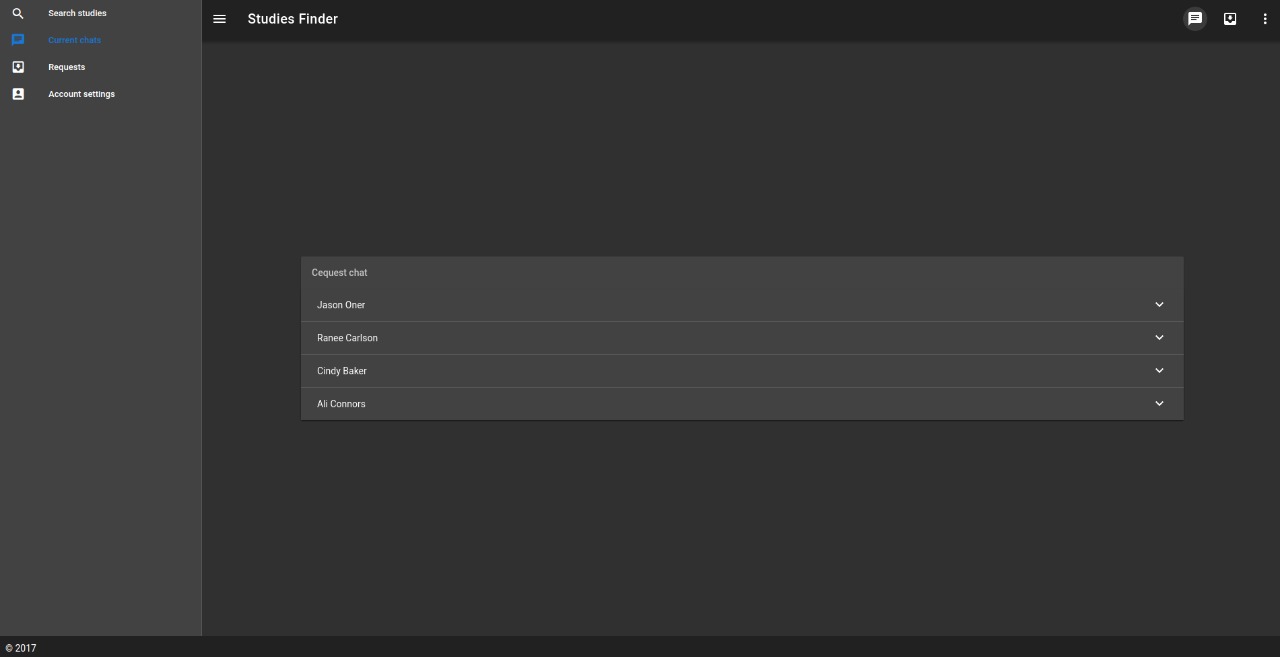 Search studies
Current chats
Requests
Account settings
Studies Finder
Cequest chat
Jason Oner
Ranee Carlson
Cindy Baker
Ali Connors
© 2017